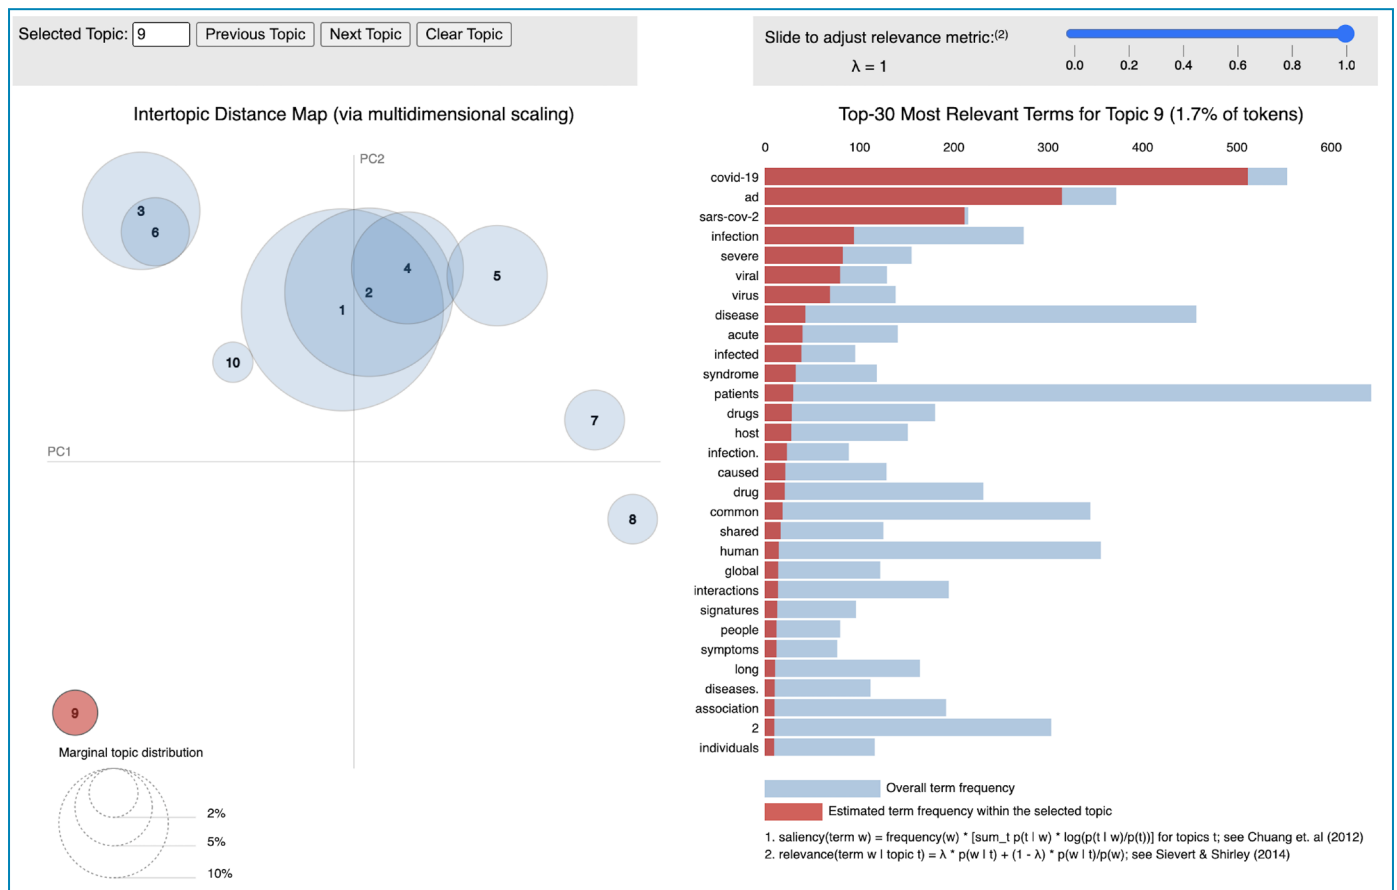 Selected Topic: 9 Previous Topic Next Topic Clear Topic
Slide to adjust relevance metric:(2)
λ = 1
0.0 0.2 0.4 0.6 0.8 1.0
Intertopic Distance Map (via multidimensional scaling)
PC2
PC1
3
6
1
2
4
5
10
7
8
9
Marginal topic distribution
2%
5%
10%
Top-30 Most Relevant Terms for Topic 9 (1.7% of tokens)
0 100 200 300 400 500 600
covid-19
ad
sars-cov-2
infection
severe
viral
virus
disease
acute
infected
syndrome
patients
drugs
host
infection.
caused
drug
common
shared
human
global
interactions
signatures
people
symptoms
long
diseases.
association
2
individuals
Overall term frequency
Estimated term frequency within the selected topic
1. saliency(term w) = frequency(w) * [sum_t p(t | w) * log(p(t | w)/p(t))] for topics t; see Chuang et. al (2012)
2. relevance(term w | topic t) = λ * p(w | t) + (1 - λ) * p(w | t)/p(w); see Sievert & Shirley (2014)